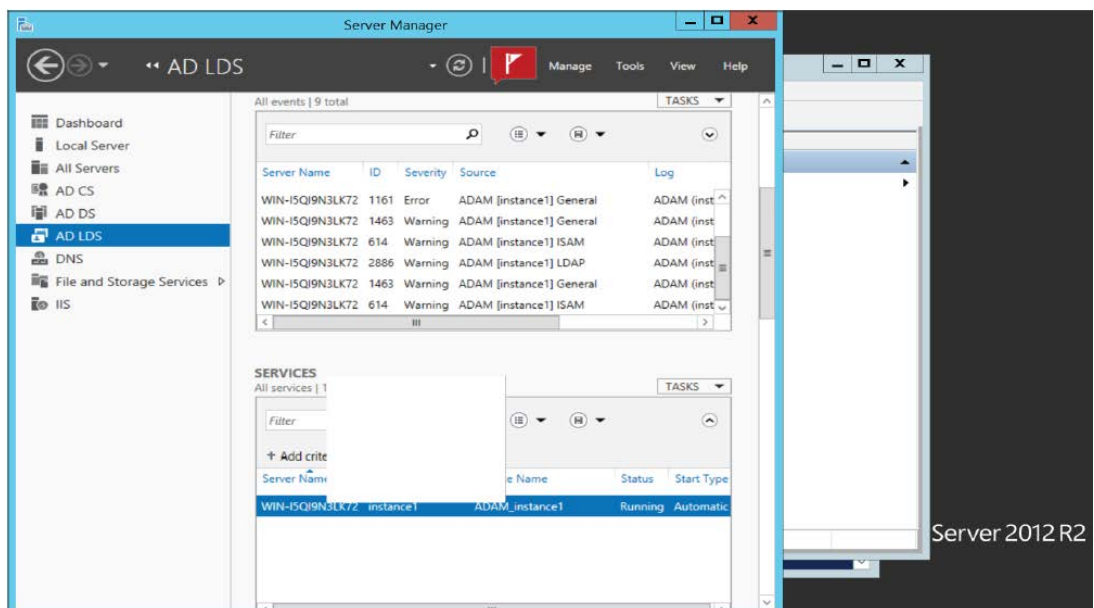 Server Manager
AD LDS
Manage Tools View Help
Dashboard
Local Server
All Servers
AD CS
AD DS
AD LDS
DNS
File and Storage Services
IIS
All events | 9 total
TASKS
Filter
Server Name ID Severity Source Log
WIN-I5QI9N3LK72 1161 Error ADAM [instance1] General ADAM (inst
WIN-I5QI9N3LK72 1463 Warning ADAM [instance1] General ADAM (inst
WIN-I5QI9N3LK72 614 Warning ADAM [instance1] ISAM ADAM (inst
WIN-I5QI9N3LK72 2886 Warning ADAM [instance1] LDAP ADAM (inst
WIN-I5QI9N3LK72 1463 Warning ADAM [instance1] General ADAM (inst
WIN-I5QI9N3LK72 614 Warning ADAM [instance1] ISAM ADAM (inst
SERVICES
All services | 1
TASKS
Filter
+ Add crite
Server Name e Name Status Start Type
WIN-I5QI9N3LK72 instance1 ADAM_instance1 Running Automatic
Server 2012 R2